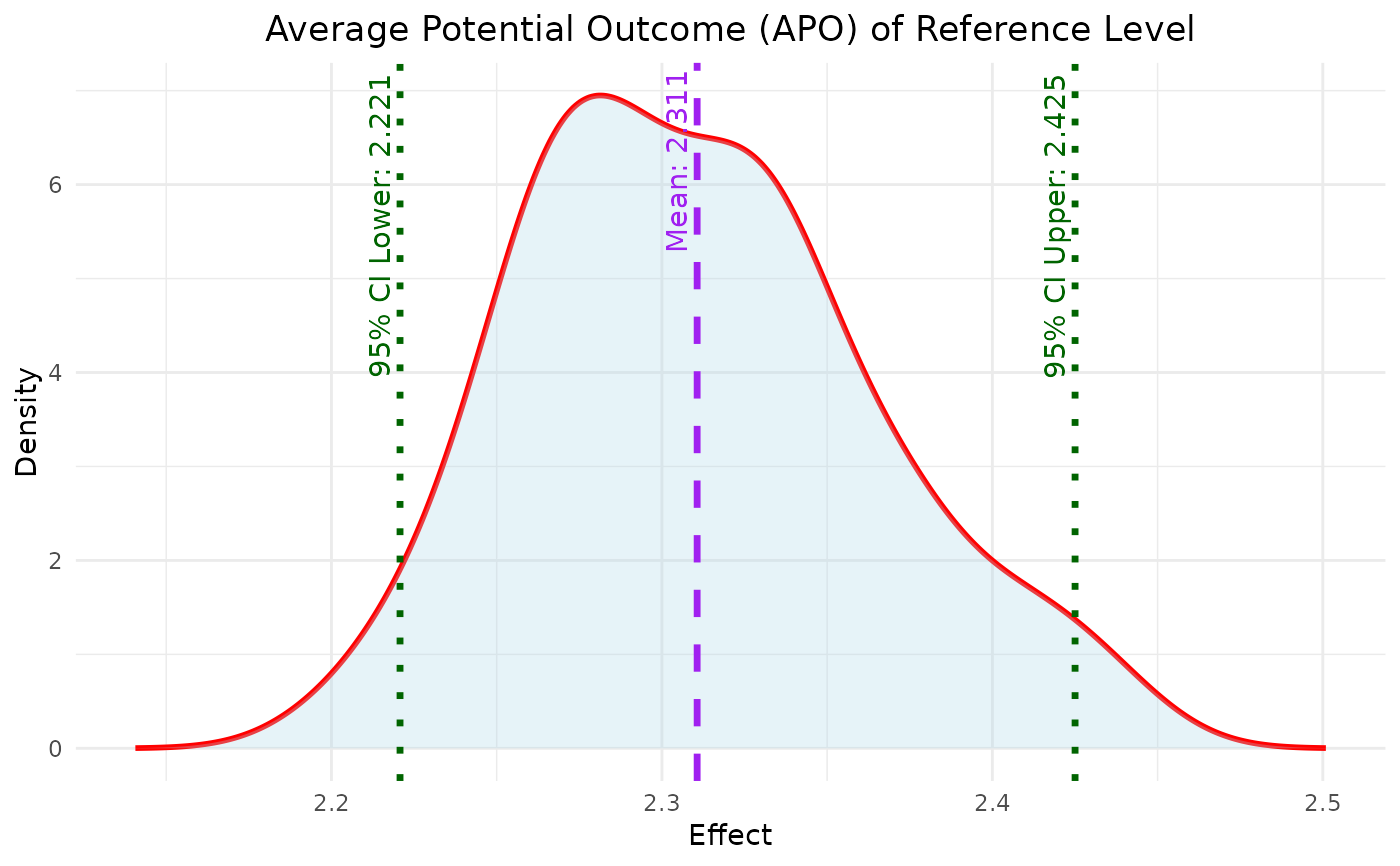 Average Potential Outcome (APO) of Reference Level
95% CI Lower: 2.221
Mean: 2.311
95% CI Upper: 2.425
Density
6
4
2
0
2.2
2.3
2.4
2.5
Effect